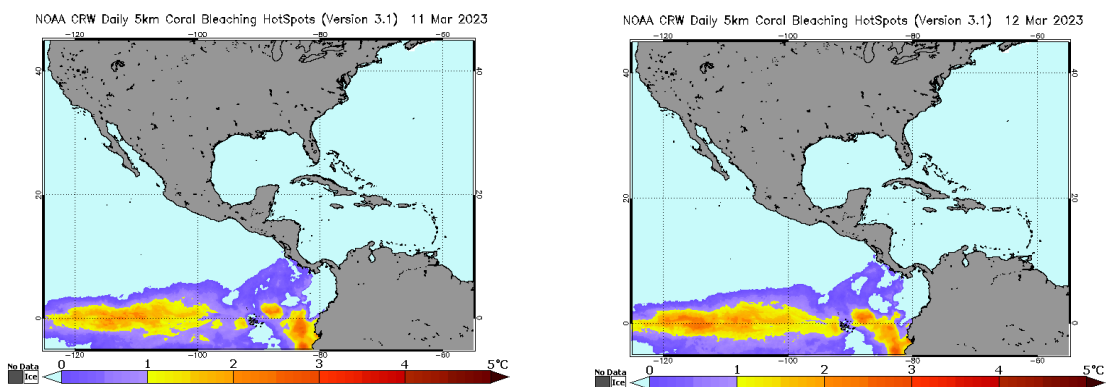 NOAA CRW Daily 5km Coral Bleaching HotSpots (Version 3.1) 11 Mar 2023
-120 -100 -80 -60
40
20
0
-120 -100 -80 -60
No Data
Ice
0 1 2 3 4 5°C
NOAA CRW Daily 5km Coral Bleaching HotSpots (Version 3.1) 12 Mar 2023
-120 -100 -80 -60
40 40
20 20
0 0
-120 -100 -80 -60
No Data
Ice
0 1 2 3 4 5°C